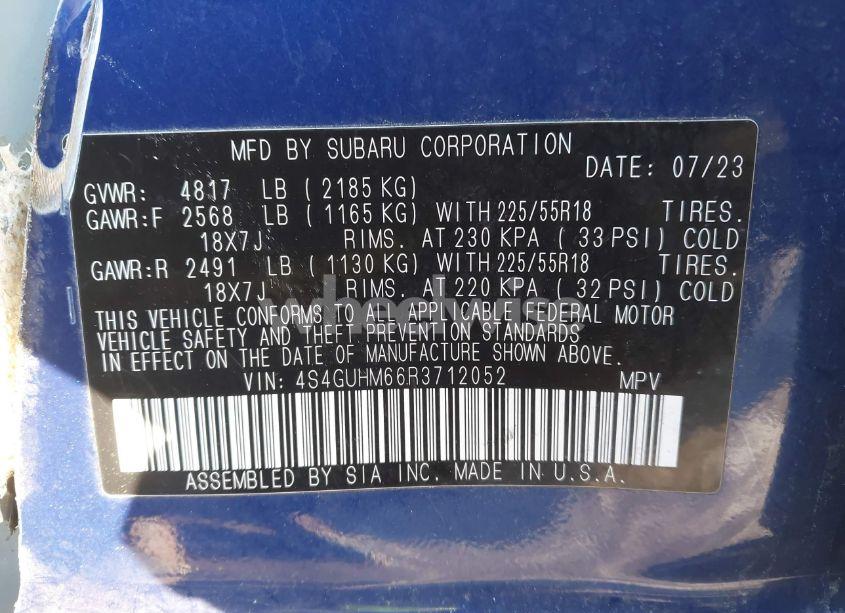 MFD BY SUBARU CORPORATION
DATE: 07/23
GVWR: 4817 LB ( 2185 KG)
GAWR:F 2568 LB ( 1165 KG) WITH 225/55R18 TIRES.
18X7J RIMS. AT 230 KPA ( 33 PSI) COLD
GAWR:R 2491 LB ( 1130 KG) WITH 225/55R18 TIRES.
18X7J RIMS. AT 220 KPA ( 32 PSI) COLD
wheelwise
THIS VEHICLE CONFORMS TO ALL APPLICABLE FEDERAL MOTOR
VEHICLE SAFETY AND THEFT PREVENTION STANDARDS
IN EFFECT ON THE DATE OF MANUFACTURE SHOWN ABOVE.
VIN: 4S4GUHM66R3712052 MPV
ASSEMBLED BY SIA INC. MADE IN U.S.A.